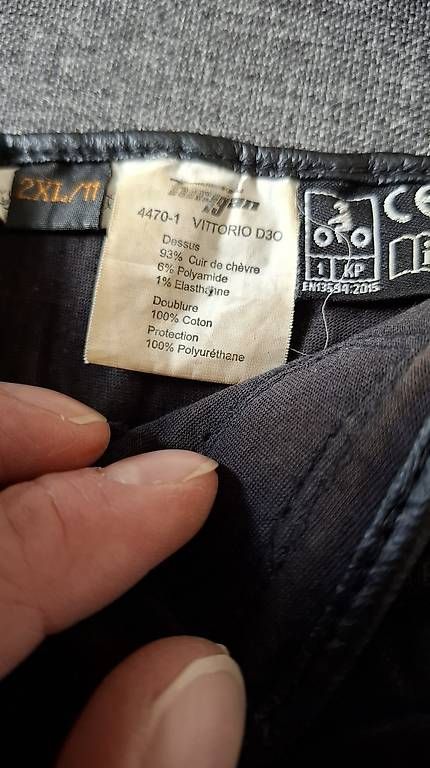 2XL/11
4470-1 VITTORIO D3O
Dessus
93% Cuir de chèvre
6% Polyamide
1% Elasthanne
Doublure
100% Coton
Protection
100% Polyuréthane
CE
1 KP
EN13594:2015
i